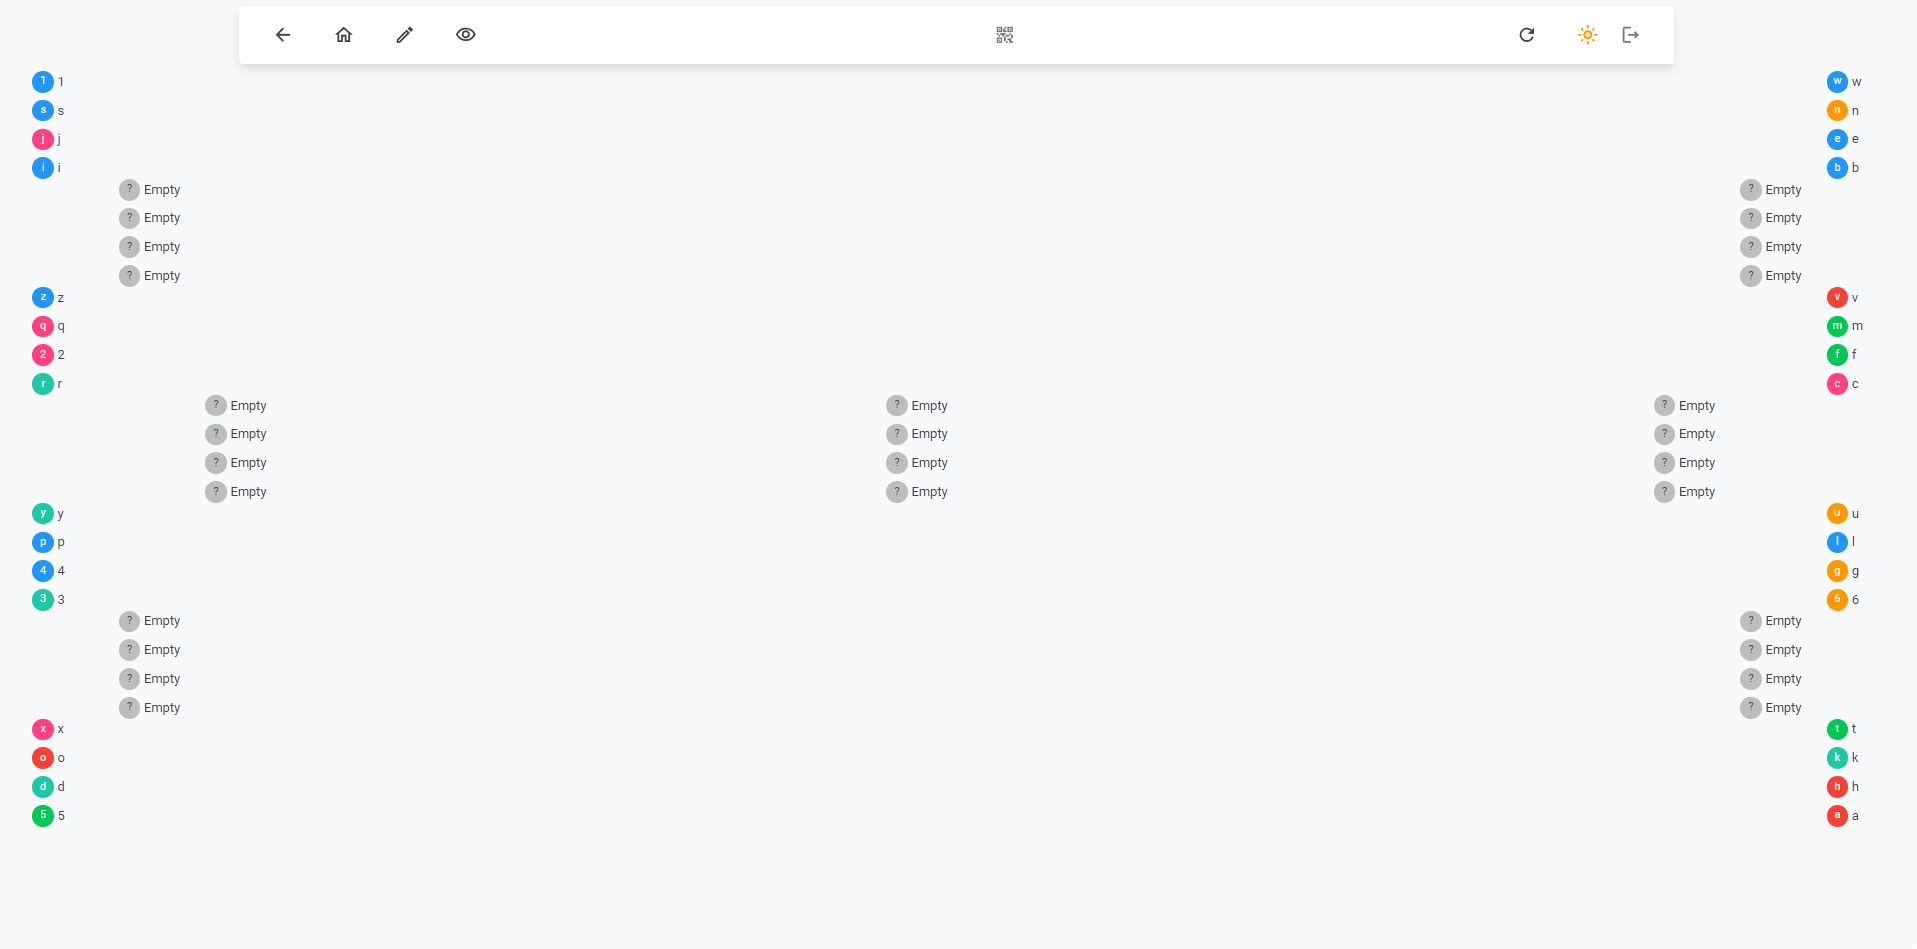 1 1 w w
s s n n
j j e e
i i b b
? Empty ? Empty
? Empty ? Empty
? Empty ? Empty
? Empty ? Empty
z z v v
q q m m
2 2 f f
r r c c
? Empty ? Empty ? Empty
? Empty ? Empty ? Empty
? Empty ? Empty ? Empty
? Empty ? Empty ? Empty
y y u u
p p l l
4 4 g g
3 3 6 6
? Empty ? Empty
? Empty ? Empty
? Empty ? Empty
? Empty ? Empty
x x t t
o o k k
d d h h
5 5 a a